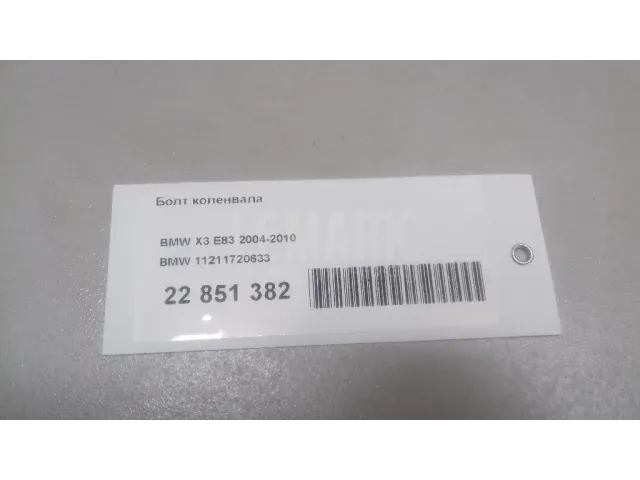 Болт коленвала
BMW X3 E83 2004-2010
BMW 11211720633
22 851 382